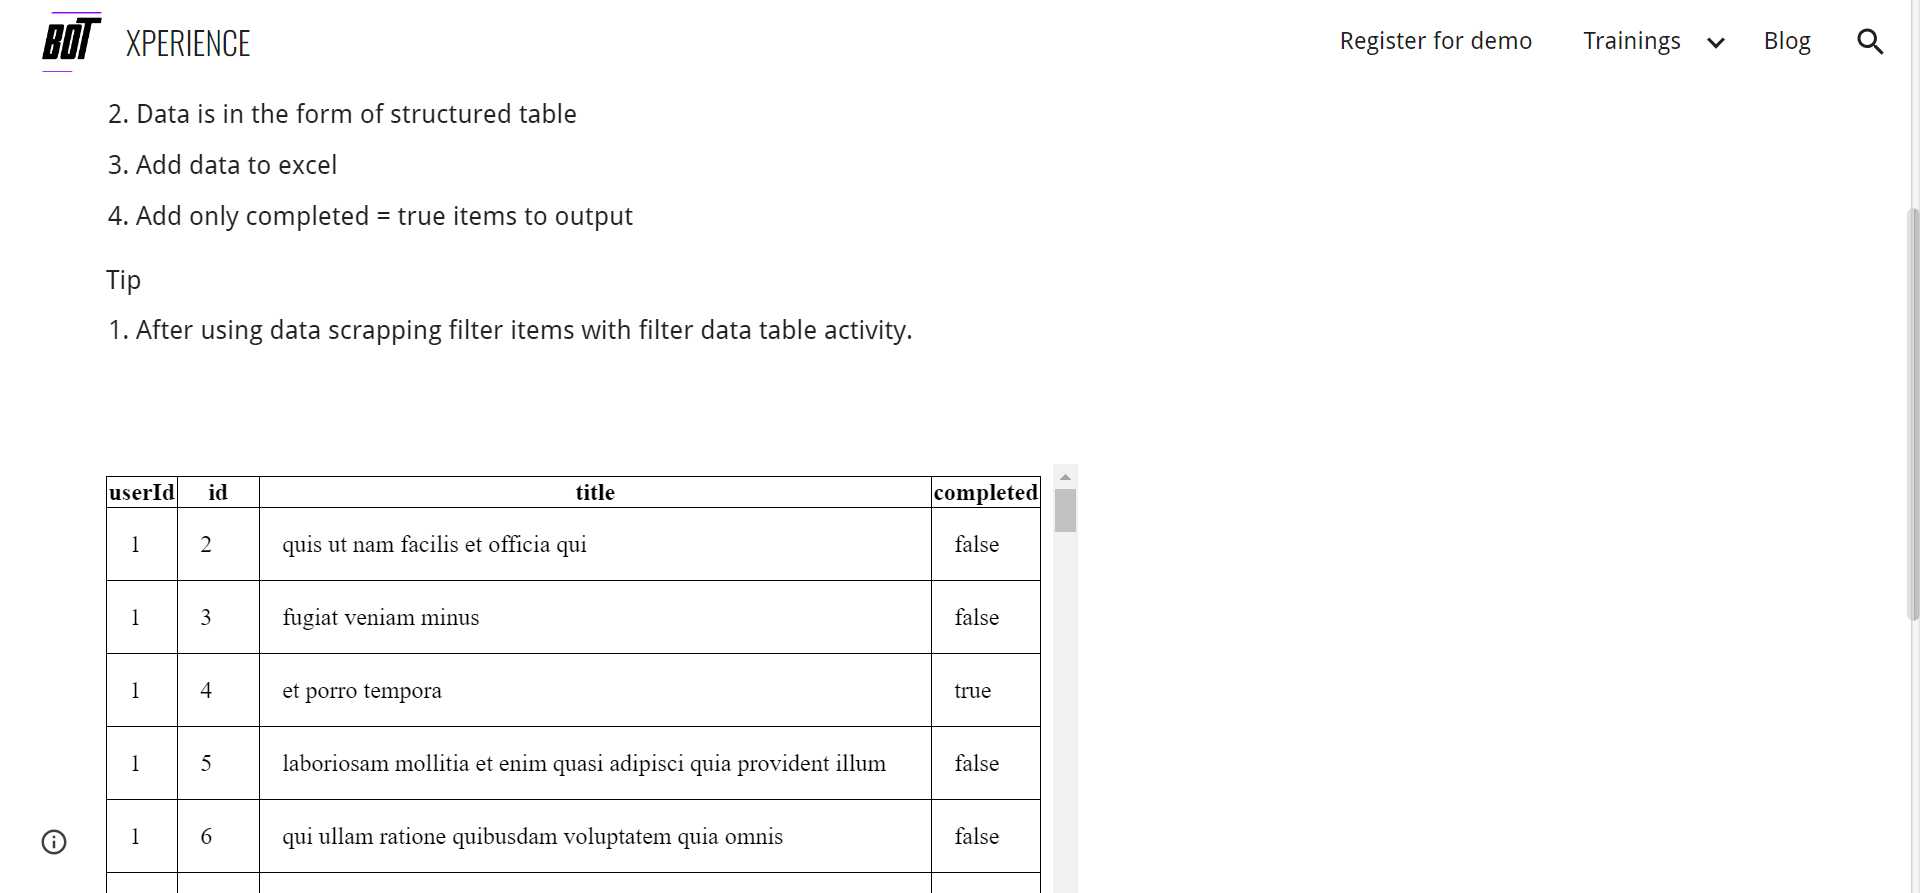 BOT XPERIENCE Register for demo Trainings Blog
2. Data is in the form of structured table
3. Add data to excel
4. Add only completed = true items to output
Tip
1. After using data scrapping filter items with filter data table activity.
userId id title completed
1 2 quis ut nam facilis et officia qui false
1 3 fugiat veniam minus false
1 4 et porro tempora true
1 5 laboriosam mollitia et enim quasi adipisci quia provident illum false
1 6 qui ullam ratione quibusdam voluptatem quia omnis false